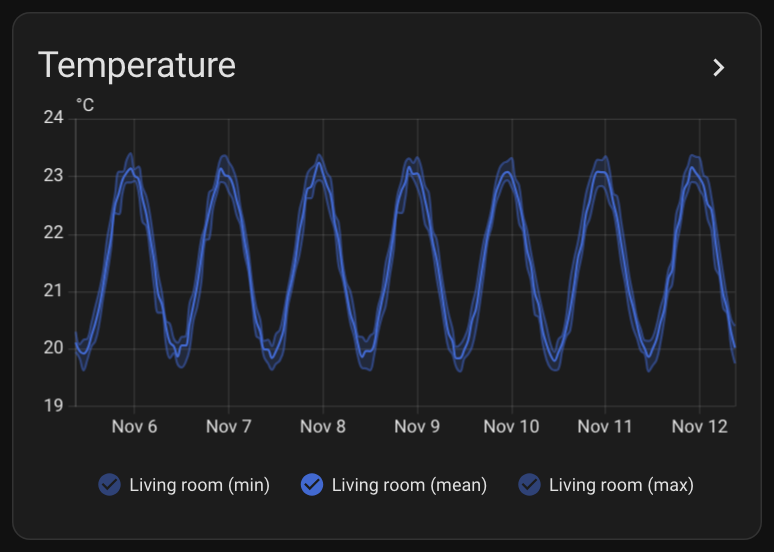 Temperature
°C
24
23
22
21
20
19
Nov 6 Nov 7 Nov 8 Nov 9 Nov 10 Nov 11 Nov 12
Living room (min) Living room (mean) Living room (max)